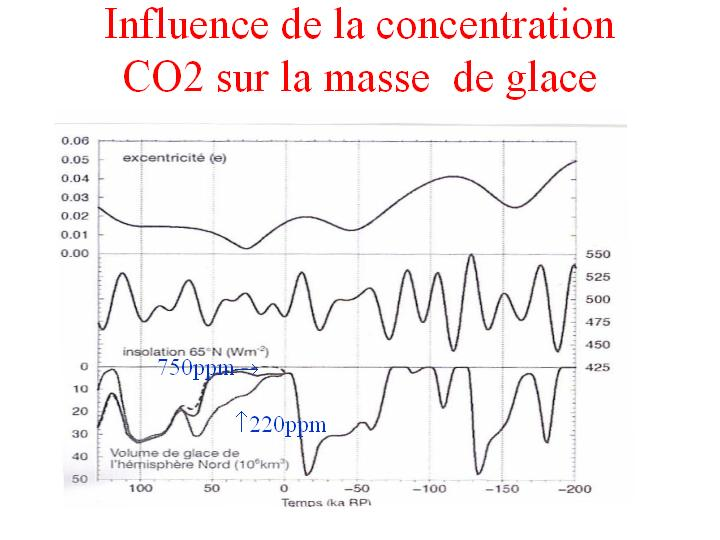 Influence de la concentration
CO2 sur la masse de glace
0.06
0.05
0.04
0.03
0.02
0.01
0.00
excentricité (e)
550
525
500
475
450
425
insolation 65°N (Wm⁻²)
750ppm→
↑220ppm
0
10
20
30
40
50
Volume de glace de
l'hémisphère Nord (10⁶km³)
100 50 0 −50 −100 −150 −200
Temps (ka BP)